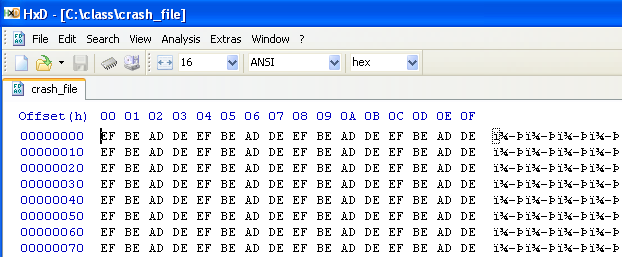 HxD - [C:\class\crash_file]
File Edit Search View Analysis Extras Window ?
16 ANSI hex
crash_file
Offset(h) 00 01 02 03 04 05 06 07 08 09 0A 0B 0C 0D 0E 0F
00000000 EF BE AD DE EF BE AD DE EF BE AD DE EF BE AD DE ï¾-Þï¾-Þï¾-Þï¾-Þ
00000010 EF BE AD DE EF BE AD DE EF BE AD DE EF BE AD DE ï¾-Þï¾-Þï¾-Þï¾-Þ
00000020 EF BE AD DE EF BE AD DE EF BE AD DE EF BE AD DE ï¾-Þï¾-Þï¾-Þï¾-Þ
00000030 EF BE AD DE EF BE AD DE EF BE AD DE EF BE AD DE ï¾-Þï¾-Þï¾-Þï¾-Þ
00000040 EF BE AD DE EF BE AD DE EF BE AD DE EF BE AD DE ï¾-Þï¾-Þï¾-Þï¾-Þ
00000050 EF BE AD DE EF BE AD DE EF BE AD DE EF BE AD DE ï¾-Þï¾-Þï¾-Þï¾-Þ
00000060 EF BE AD DE EF BE AD DE EF BE AD DE EF BE AD DE ï¾-Þï¾-Þï¾-Þï¾-Þ
00000070 EF BE AD DE EF BE AD DE EF BE AD DE EF BE AD DE ï¾-Þï¾-Þï¾-Þï¾-Þ